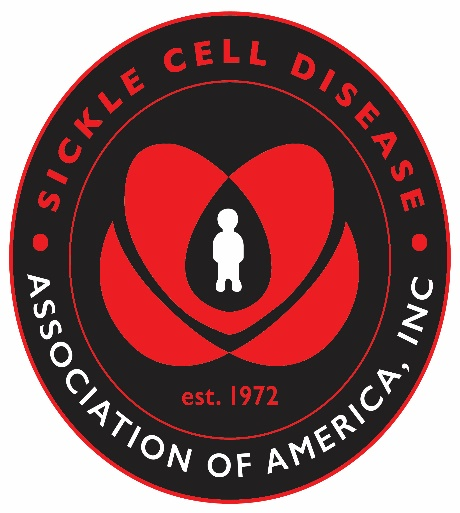 SICKLE CELL DISEASE
est. 1972
ASSOCIATION OF AMERICA, INC